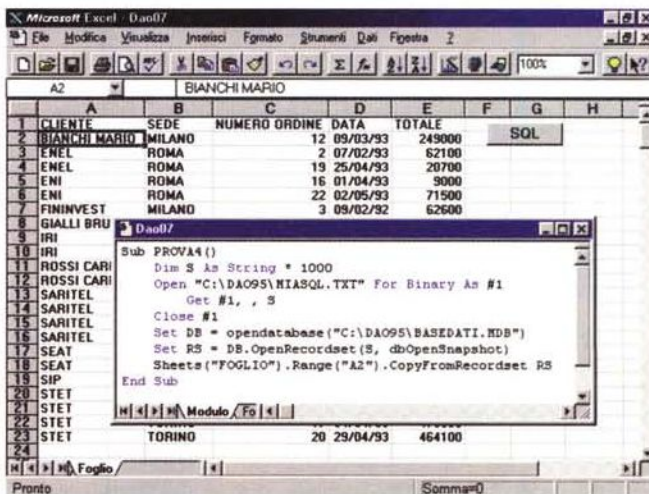 Microsoft Excel - Dao07
File Modifica Visualizza Inserisci Formato Strumenti Dati Finestra ?
100%
A2 BIANCHI MARIO
A B C D E F G H
1 CLIENTE SEDE NUMERO ORDINE DATA TOTALE
SQL
2 BIANCHI MARIO MILANO 12 09/03/93 249000
3 ENEL ROMA 2 07/02/93 62100
4 ENEL ROMA 19 25/04/93 20700
5 ENI ROMA 16 01/04/93 9000
6 ENI ROMA 22 02/05/93 71500
7 FININVEST MILANO 3 09/02/92 62600
8 GIALLI BRU
9 IRI
10 IRI
11 ROSSI CARI
12 ROSSI CARI
13 SARITEL
14 SARITEL
15 SARITEL
16 SARITEL
17 SEAT
18 SEAT
19 SIP
20 STET
21 STET
22 STET
23 STET TORINO 20 29/04/93 464100
24
Dao07
Sub PROVA4()
Dim S As String * 1000
Open "C:\DAO95\MIASQL.TXT" For Binary As #1
Get #1, , S
Close #1
Set DB = opendatabase("C:\DAO95\BASEDATI.MDB")
Set RS = DB.OpenRecordset(S, dbOpenSnapshot)
Sheets("FOGLIO").Range("A2").CopyFromRecordset RS
End Sub
Modulo Fo
Foglio
Pronto Somma=0